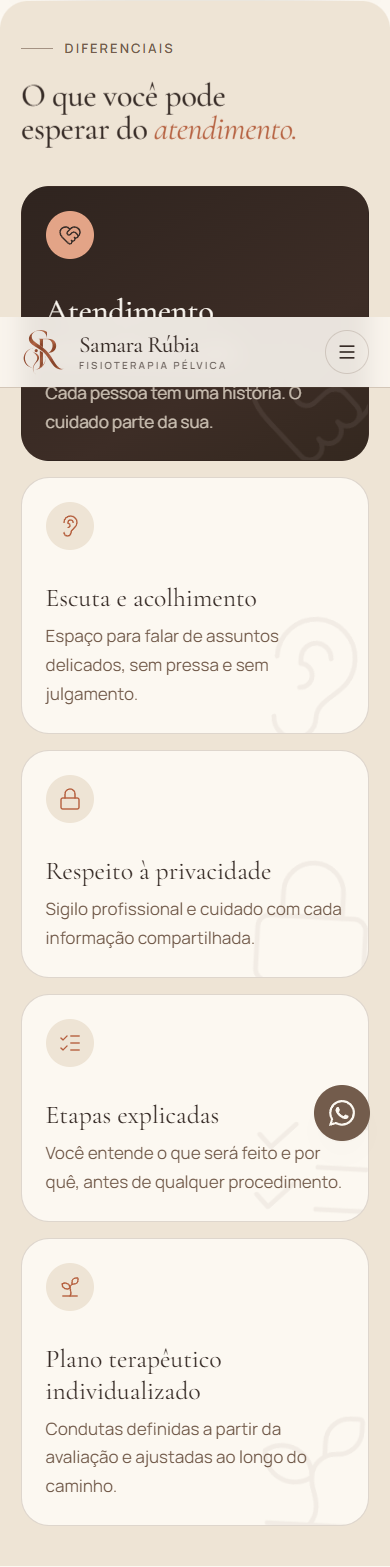 DIFERENCIAIS
O que você pode
esperar do atendimento.
Atendimento
Samara Rúbia
FISIOTERAPIA PÉLVICA
Cada pessoa tem uma história. O
cuidado parte da sua.
Escuta e acolhimento
Espaço para falar de assuntos
delicados, sem pressa e sem
julgamento.
Respeito à privacidade
Sigilo profissional e cuidado com cada
informação compartilhada.
Etapas explicadas
Você entende o que será feito e por
quê, antes de qualquer procedimento.
Plano terapêutico
individualizado
Condutas definidas a partir da
avaliação e ajustadas ao longo do
caminho.